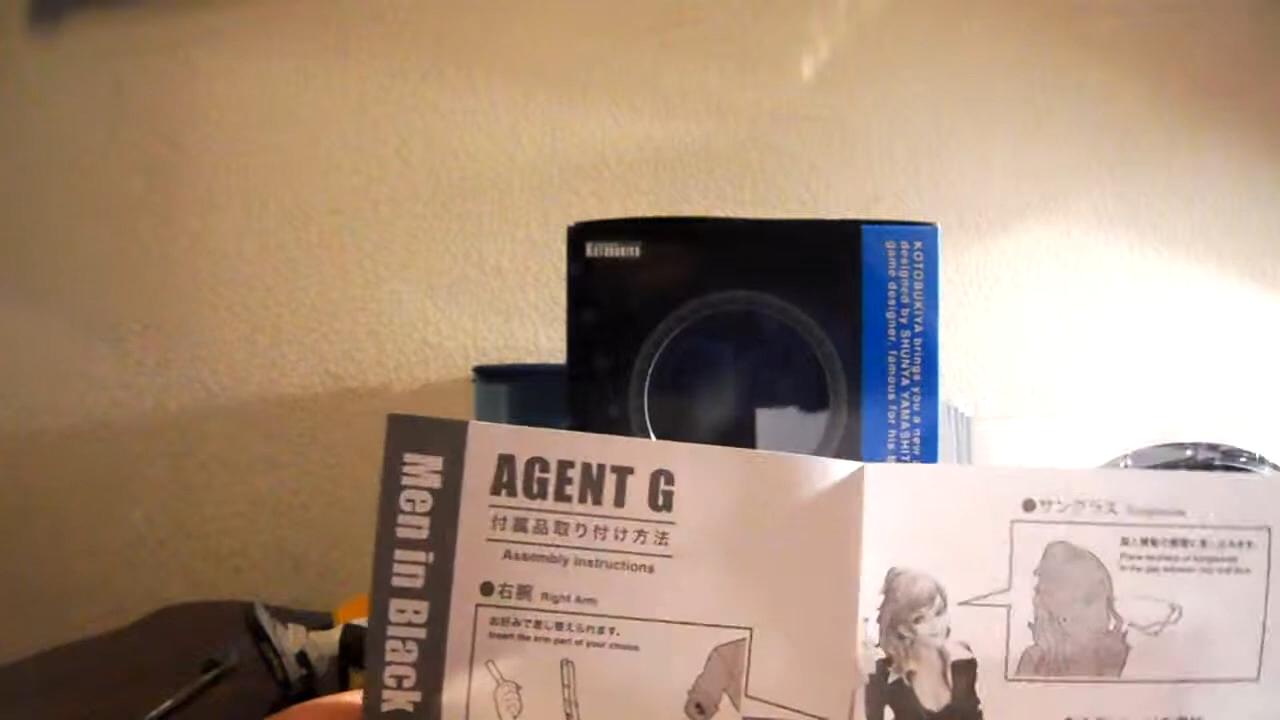 KOTOBUKIYA
KOTOBUKIYA brings you a new
designed by SHUNYA YAMASHIT
game designer, famous for his
Men in Black
AGENT G
付属品取り付け方法
Assembly instructions
●右腕 Right Arm
お好みで差し替えられます。
Insert the arm part of your choice.
●サングラス Sunglasses